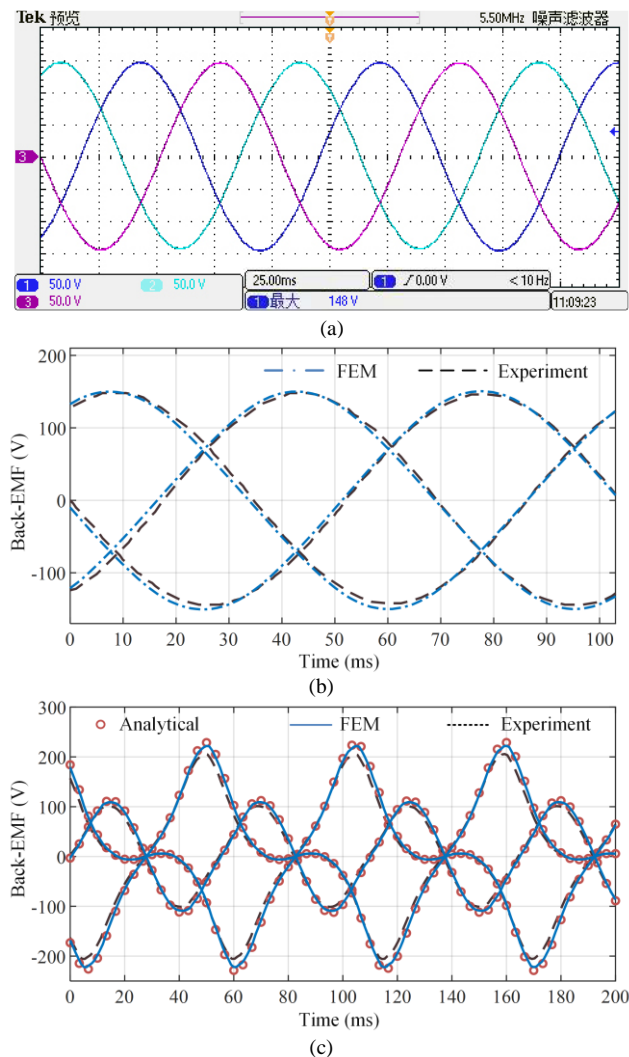 Tek 预览 5.50MHz 噪声滤波器
3
1 50.0 V 2 50.0 V 25.00ms 1 0.00 V < 10 Hz
3 50.0 V 1 最大 148 V 11:09:23
(a)
200
FEM Experiment
100
0
-100
Back-EMF (V)
0 10 20 30 40 50 60 70 80 90 100
Time (ms)
(b)
300
Analytical FEM Experiment
200
100
0
-100
-200
Back-EMF (V)
0 20 40 60 80 100 120 140 160 180 200
Time (ms)
(c)